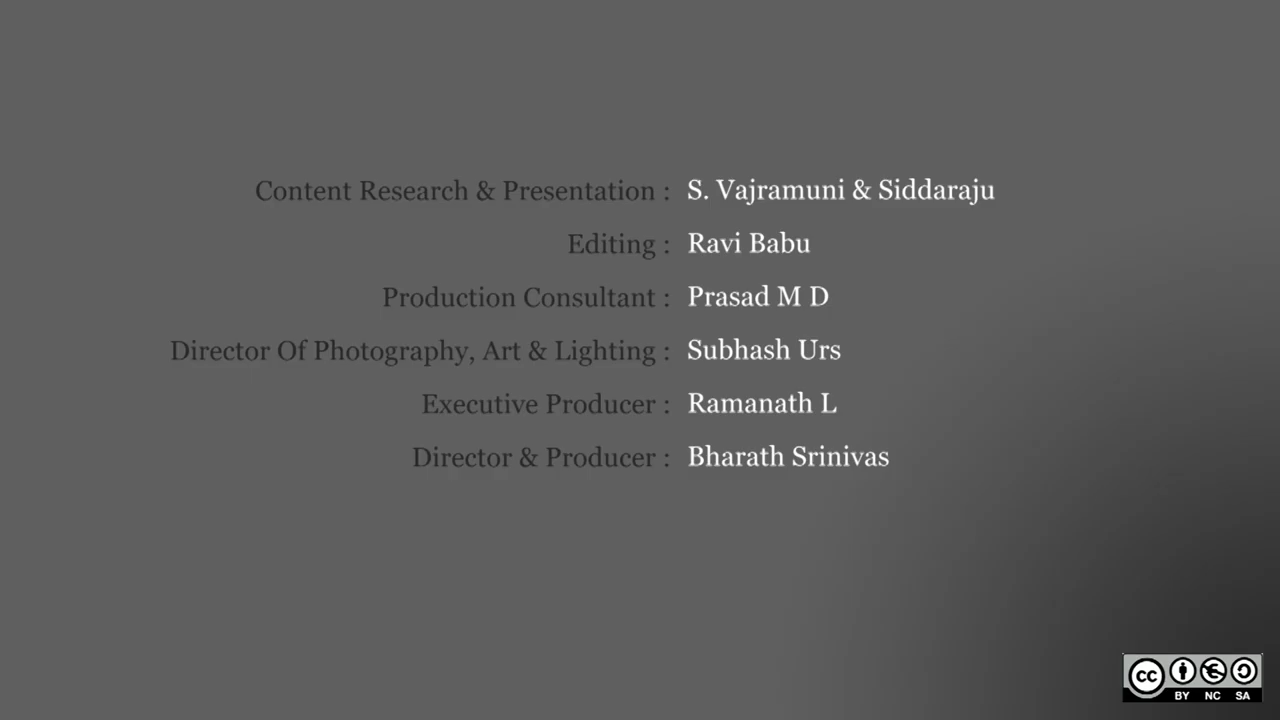 Content Research & Presentation : S. Vajramuni & Siddaraju
Editing : Ravi Babu
Production Consultant : Prasad M D
Director Of Photography, Art & Lighting : Subhash Urs
Executive Producer : Ramanath L
Director & Producer : Bharath Srinivas
cc BY NC SA